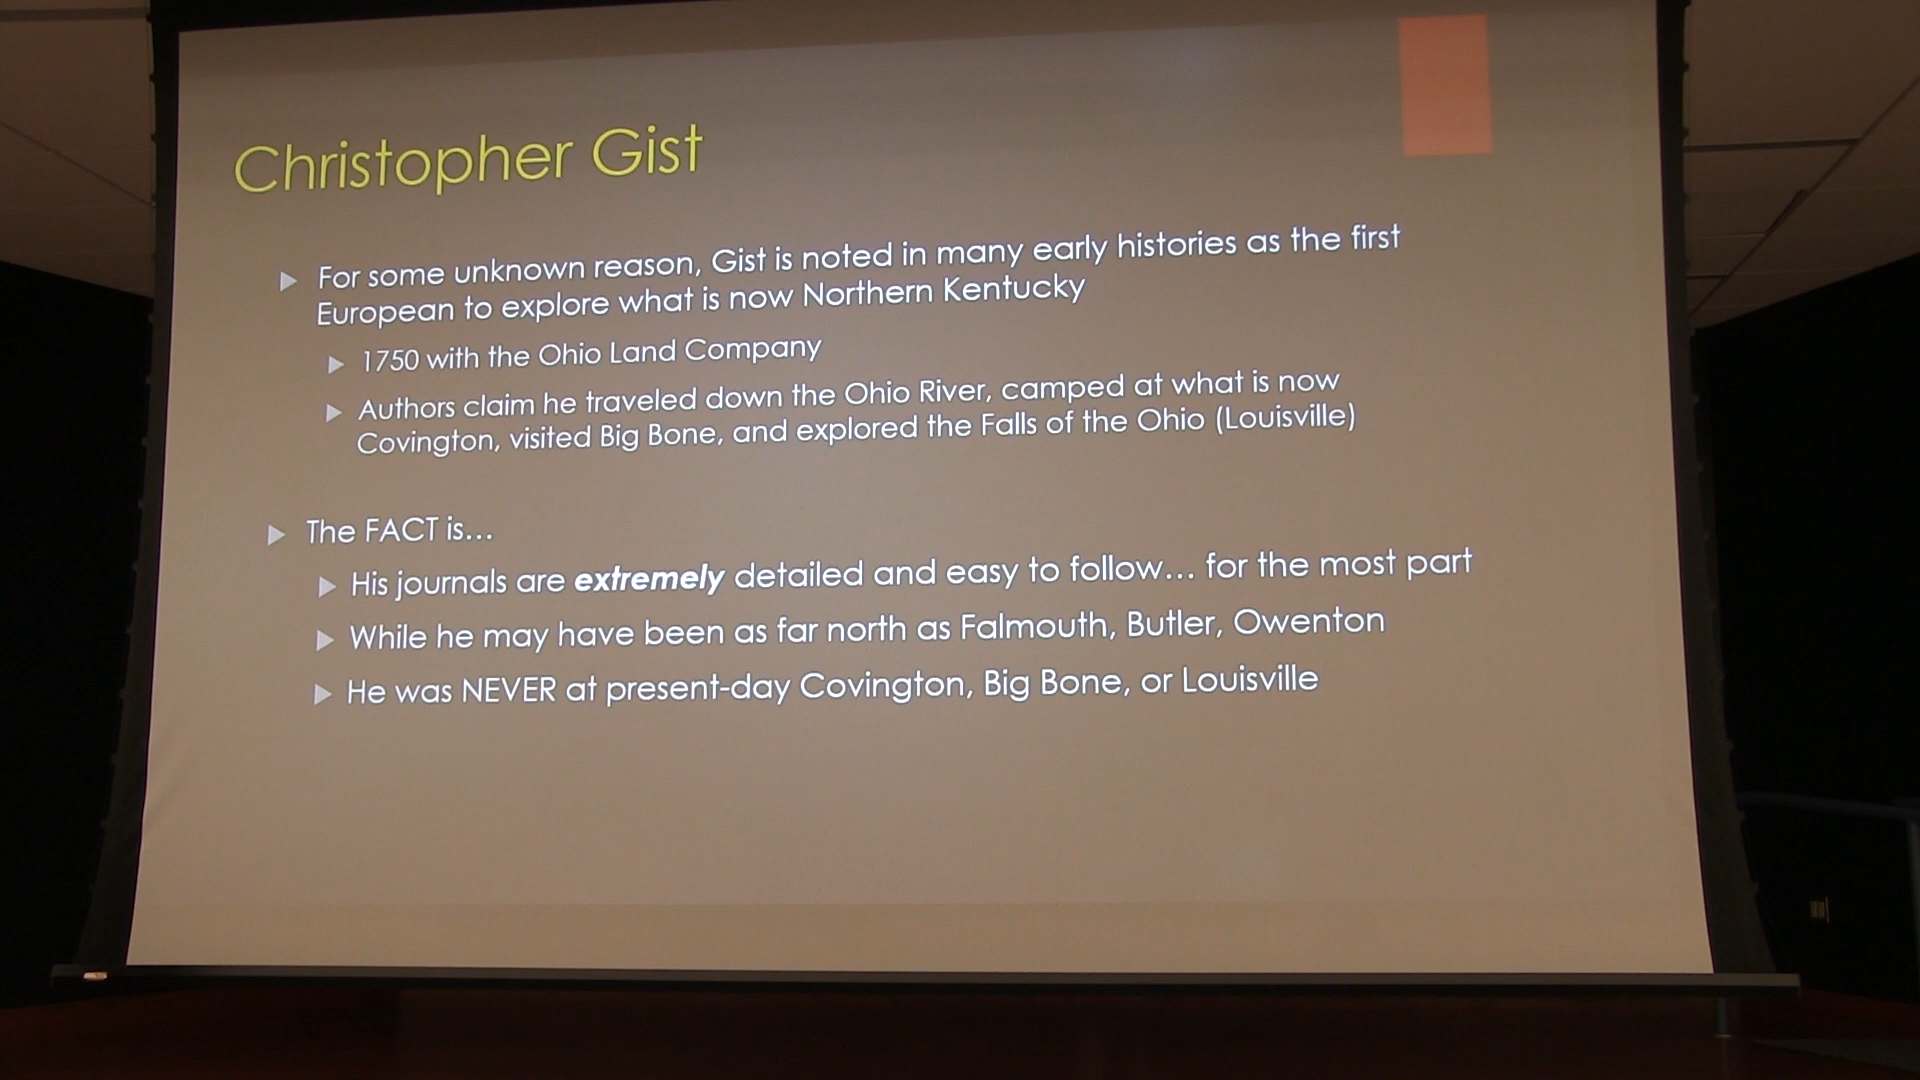 Christopher Gist
For some unknown reason, Gist is noted in many early histories as the first
European to explore what is now Northern Kentucky
1750 with the Ohio Land Company
Authors claim he traveled down the Ohio River, camped at what is now
Covington, visited Big Bone, and explored the Falls of the Ohio (Louisville)
The FACT is...
His journals are extremely detailed and easy to follow... for the most part
While he may have been as far north as Falmouth, Butler, Owenton
He was NEVER at present-day Covington, Big Bone, or Louisville